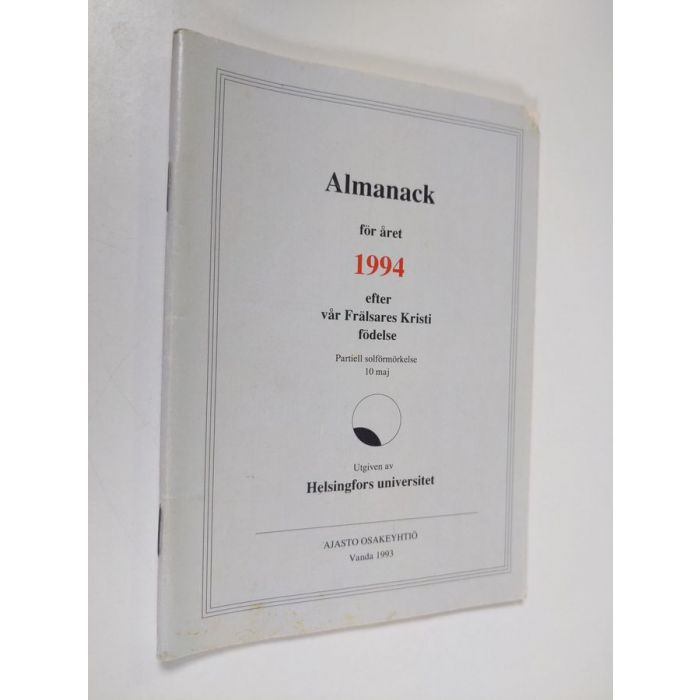 Almanack
för året
1994
efter
vår Frälsares Kristi
födelse
Partiell solförmörkelse
10 maj
Utgiven av
Helsingfors universitet
AJASTO OSAKEYHTIÖ
Vanda 1993